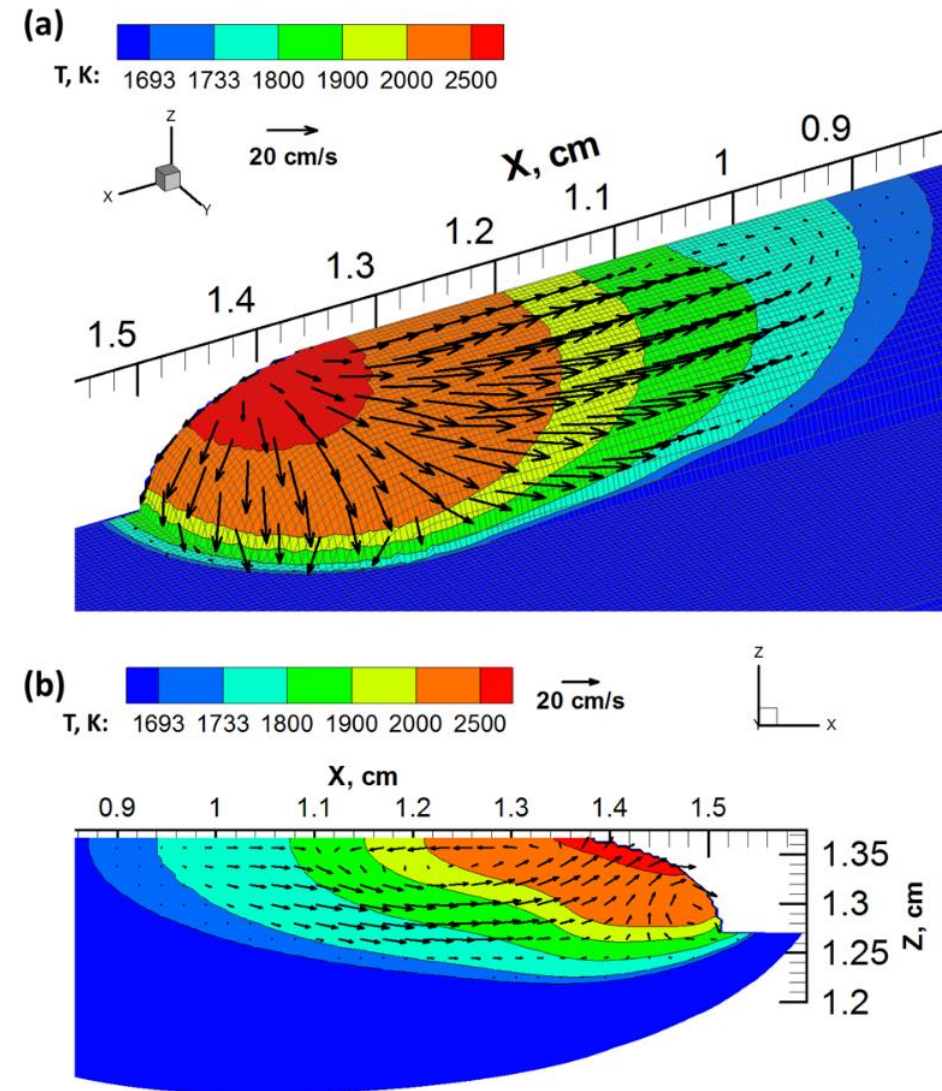 (a)
T, K: 1693 1733 1800 1900 2000 2500
Z
X
Y
20 cm/s
X, cm
1.5 1.4 1.3 1.2 1.1 1 0.9
(b)
T, K: 1693 1733 1800 1900 2000 2500
20 cm/s
Z
Y
X
X, cm
0.9 1 1.1 1.2 1.3 1.4 1.5
1.35
1.3
1.25
1.2
Z, cm